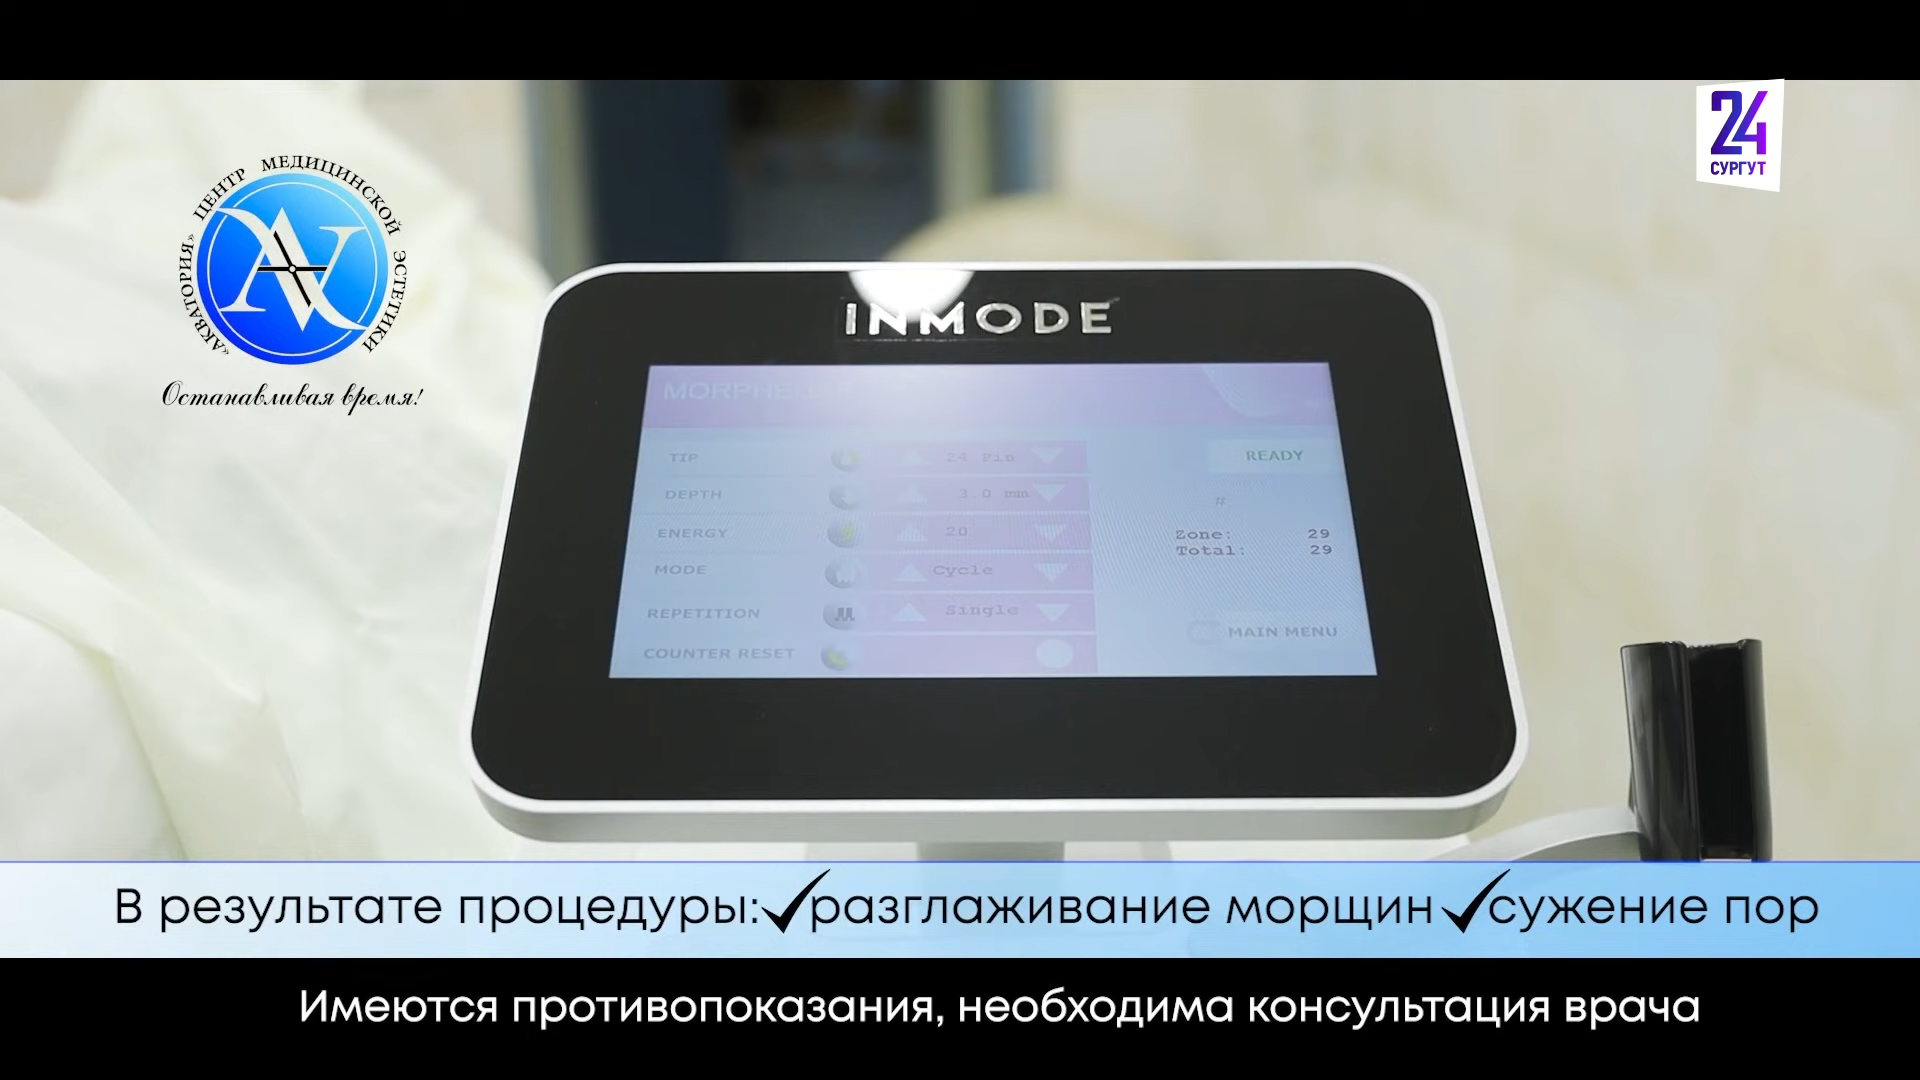 24
СУРГУТ
«АКВАТОРИЯ» ЦЕНТР МЕДИЦИНСКОЙ ЭСТЕТИКИ
Останавливая время!
INMODE
TIP 24 Pin
READY
DEPTH 3.0 mm
#
ENERGY 20
Zone: 29
Total: 29
MODE Cycle
REPETITION Single
MAIN MENU
COUNTER RESET
В результате процедуры: разглаживание морщин сужение пор
Имеются противопоказания, необходима консультация врача